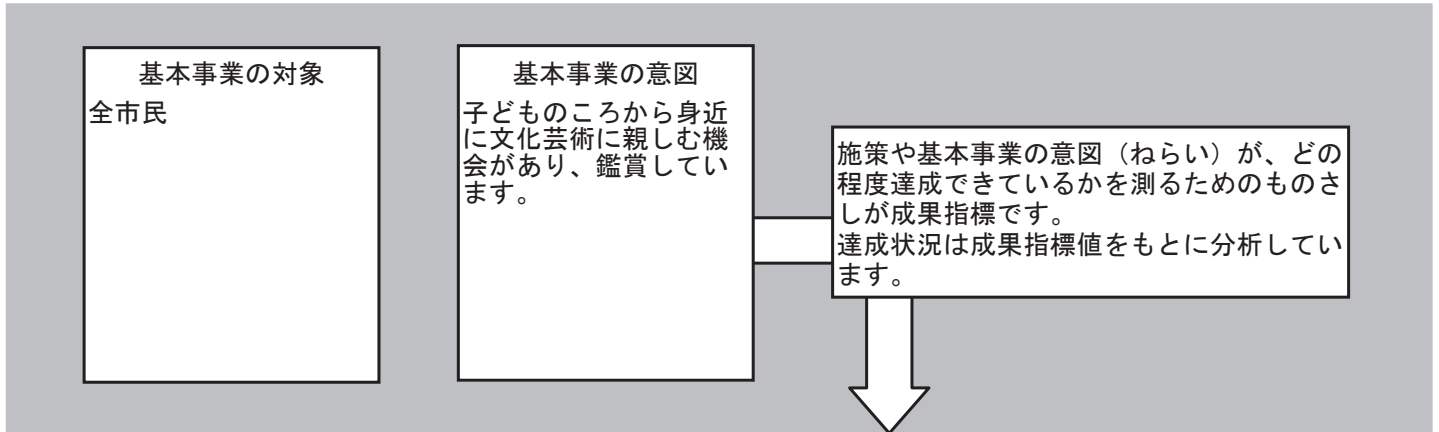 基本事業の対象
全市民
基本事業の意図
子どものころから身近
に文化芸術に親しむ機
会があり、鑑賞してい
ます。
施策や基本事業の意図（ねらい）が、どの
程度達成できているかを測るためのものさ
しが成果指標です。
達成状況は成果指標値をもとに分析してい
ます。